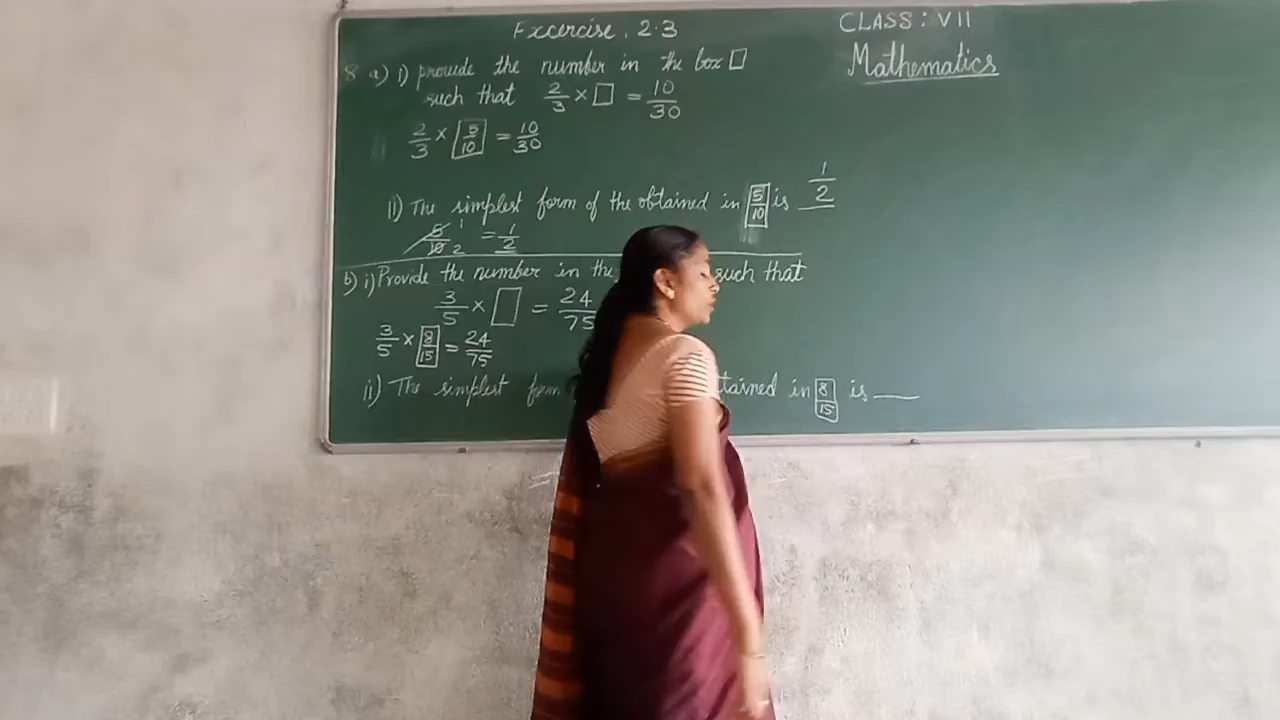 Excercise . 2.3
CLASS : VII
Mathematics
8 a) i) provide the number in the box □
such that 2/3 × □ = 10/30
2/3 × 5/10 = 10/30
ii) The simplest form of the obtained in 5/10 is 1/2
5/10 1 2 = 1/2
b) i) Provide the number in the such that
3/5 × □ = 24/75
3/5 × 8/15 = 24/75
ii) The simplest form tained in 8/15 is ___